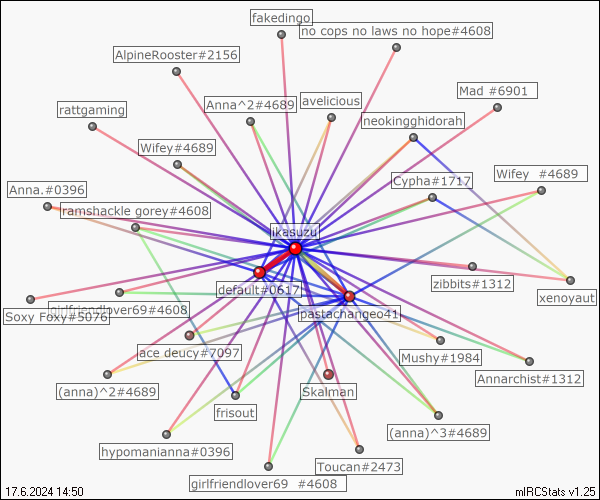 fakedingo
no cops no laws no hope#4608
AlpineRooster#2156
Mad #6901
Anna^2#4689
avelicious
rattgaming
neokingghidorah
Wifey#4689
Cypha#1717
Wifey #4689
Anna.#0396
ramshackle gorey#4608
ikasuzu
zibbits#1312
default#0617
xenoyaut
girlfriendlover69#4608
Soxy Foxy#5076
pastachangeo41
ace deucy#7097
Mushy#1984
Annarchist#1312
(anna)^2#4689
Skalman
frisout
(anna)^3#4689
hypomanianna#0396
Toucan#2473
girlfriendlover69 #4608
17.6.2024 14:50
mIRCStats v1.25